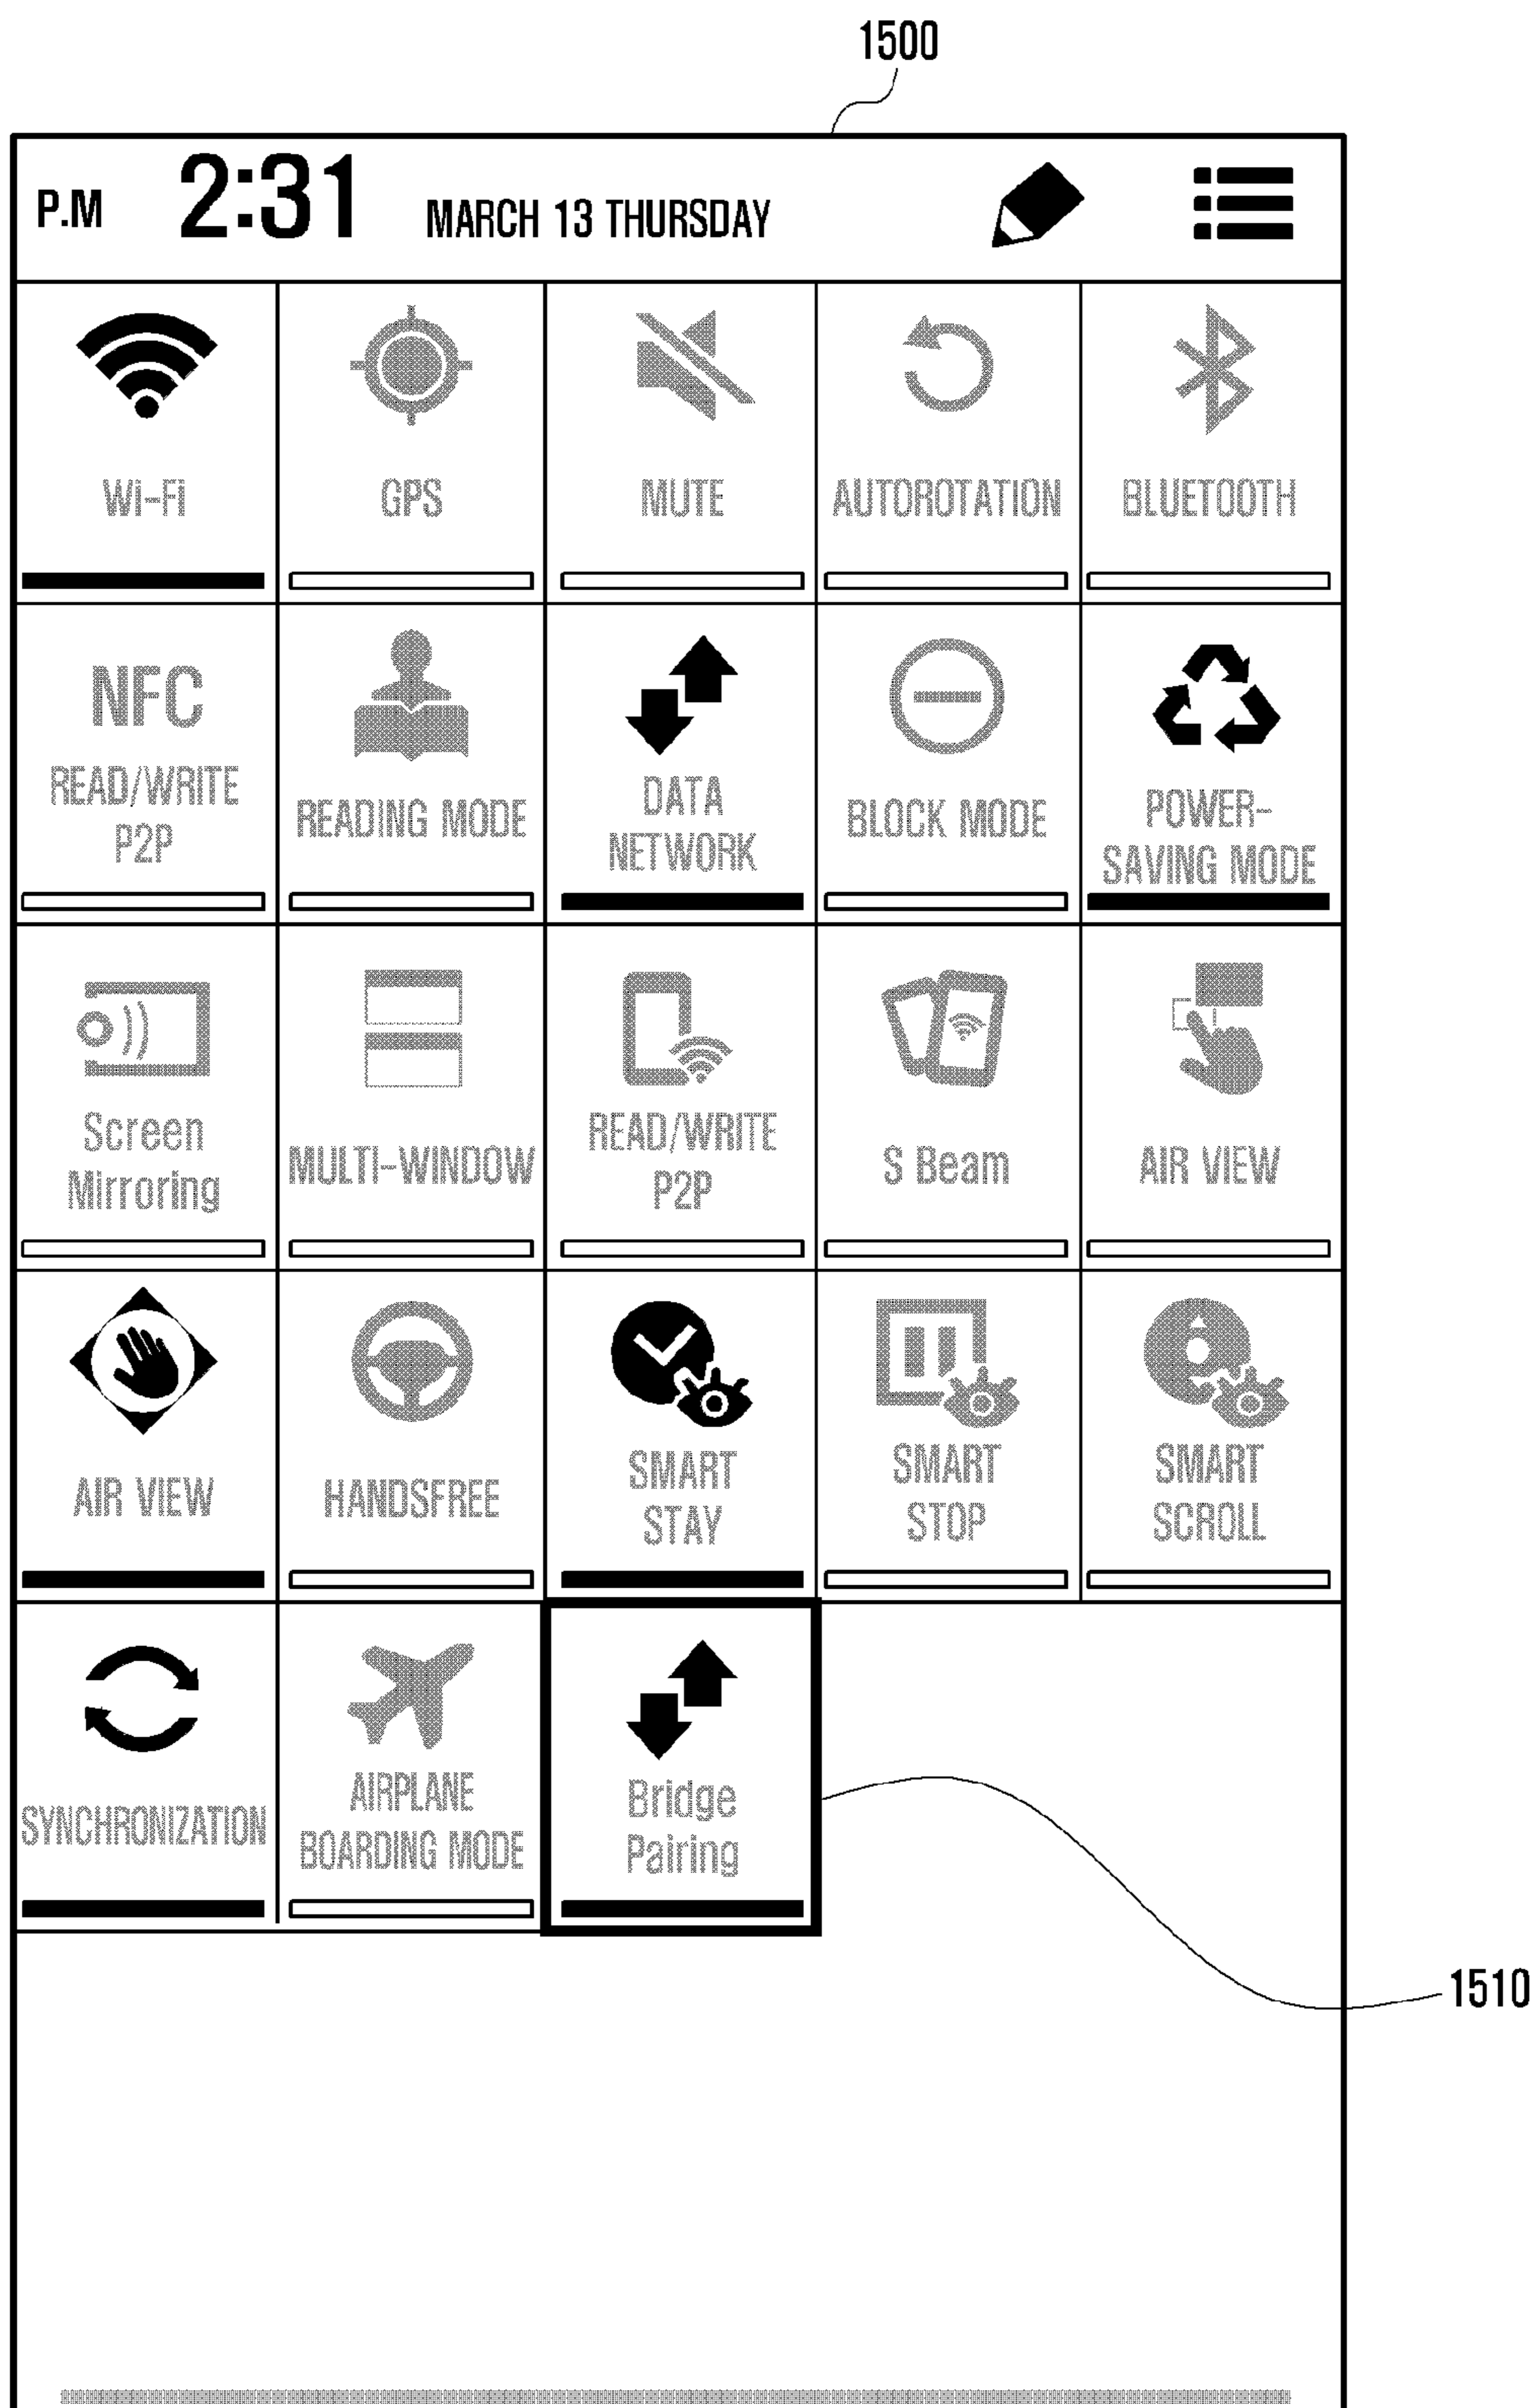 1500
P.M 2:31 MARCH 13 THURSDAY
Wi-Fi
GPS
MUTE
AUTOROTATION
BLUETOOTH
NFC
READ/WRITE
P2P
READING MODE
DATA
NETWORK
BLOCK MODE
POWER-
SAVING MODE
Screen
Mirroring
MULTI-WINDOW
READ/WRITE
P2P
S Beam
AIR VIEW
AIR VIEW
HANDSFREE
SMART
STAY
SMART
STOP
SMART
SCROLL
SYNCHRONIZATION
AIRPLANE
BOARDING MODE
Bridge
Pairing
1510